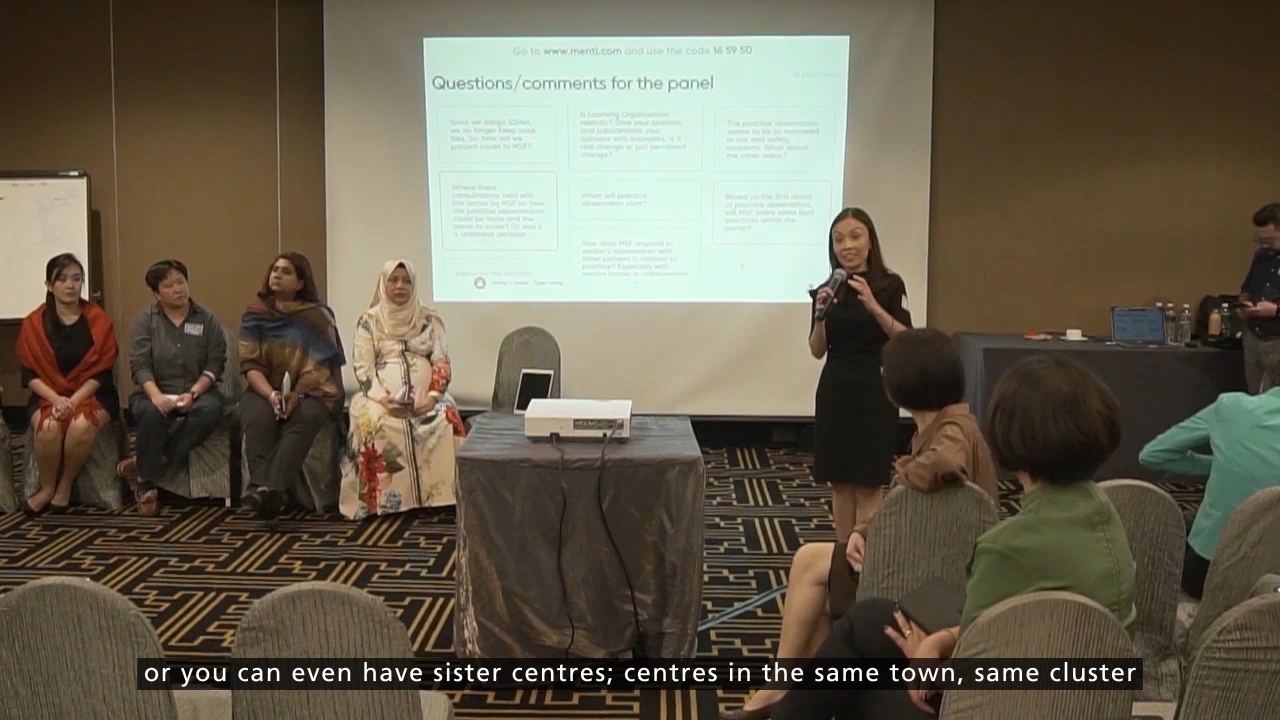 Go to www.menti.com and use the code 16 59 50
Questions/comments for the panel
Since we adopt SSNet,
we no longer keep case
files. So, how will we
present cases to MSF?
Is Learning Organisation
realistic? Give your opinions
and substantiate your
opinions with examples. Is it
real change or just perceived
change?
The practice observation
seems to be so narrowed
to risk and safety
concerns. What about
the other areas?
Where there
consultations held with
the sector by MSF on how
the practice observations
could be done and the
areas to cover? Or was it
a unilateral decision
When will practice
observation start?
Based on the first round
of practice observation,
will MSF share some best
practices within the
sector?
How does MSF respond to
worker's experiences with
other systems in relation to
practice? Especially with
or you can even have sister centres; centres in the same town, same cluster